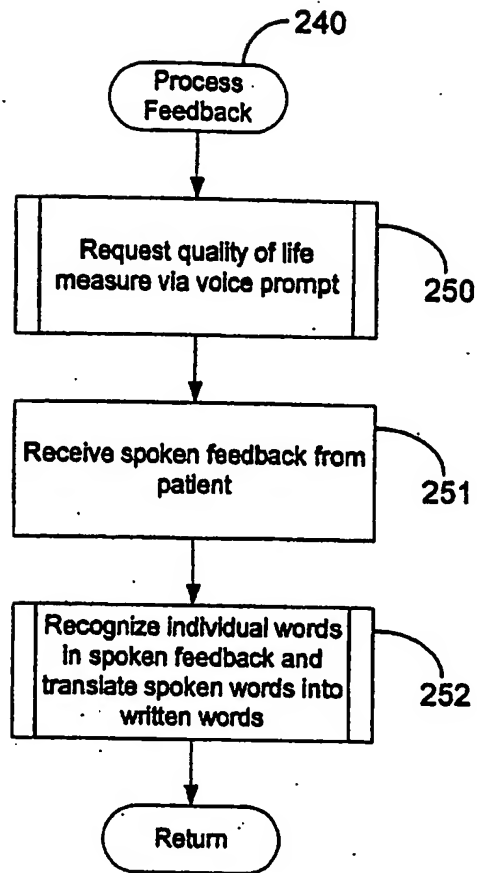 240
Process
Feedback
Request quality of life
measure via voice prompt
250
Receive spoken feedback from
patient
251
Recognize individual words
in spoken feedback and
translate spoken words into
written words
252
Return